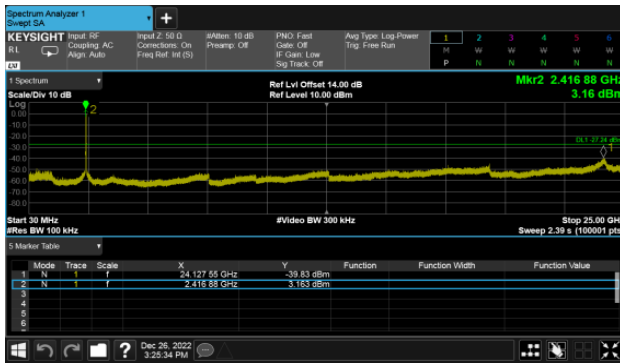 Spectrum Analyzer 1
Swept SA
+
KEYSIGHT Input: RF Input Z: 50 Ω #Atten: 10 dB PNO: Fast Avg Type: Log-Power 1 2 3 4 5 6
RL Coupling: AC Corrections: On Preamp: Off Gate: Off Trig: Free Run M W W W W W
Align: Auto Freq Ref: Int (S) IF Gain: Low
LXI Sig Track: Off P N N N N N
1 Spectrum Ref Lvl Offset 14.00 dB Mkr2 2.416 88 GHz
Scale/Div 10 dB Ref Level 10.00 dBm 3.16 dBm
Log
0.00
-10.0
-20.0
DL1 -27.24 dBm
-30.0
-40.0
-50.0
-60.0
-70.0
-80.0
2
1
Start 30 MHz #Video BW 300 kHz Stop 25.00 GHz
#Res BW 100 kHz Sweep 2.39 s (100001 pts)
5 Marker Table
Mode Trace Scale X Y Function Function Width Function Value
1 N 1 f 24.127 55 GHz -39.83 dBm
2 N 1 f 2.416 88 GHz 3.163 dBm
3
4
5
6
? Dec 26, 2022
3:25:34 PM